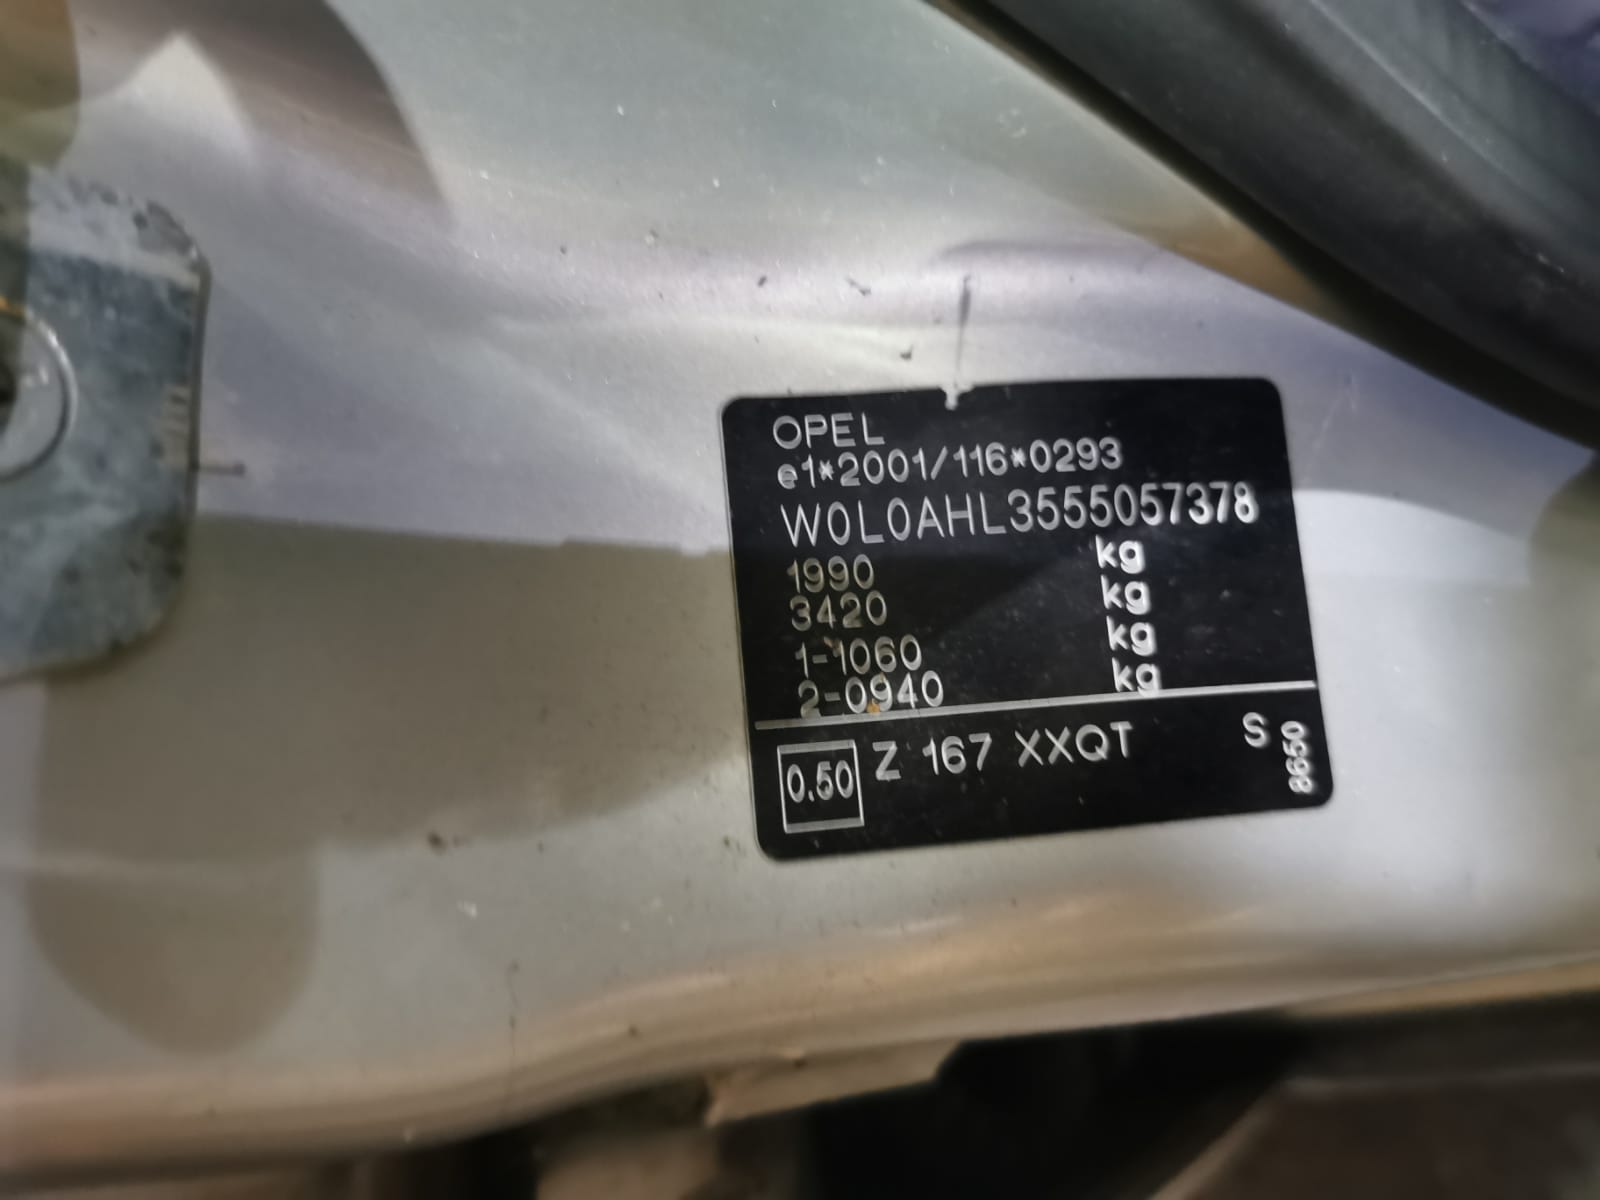 OPEL
e1*2001/116*0293
W0L0AHL3555057378
1990 kg
3420 kg
1-1060 kg
2-0940 kg
0.50 Z 167 XXQT S 8650